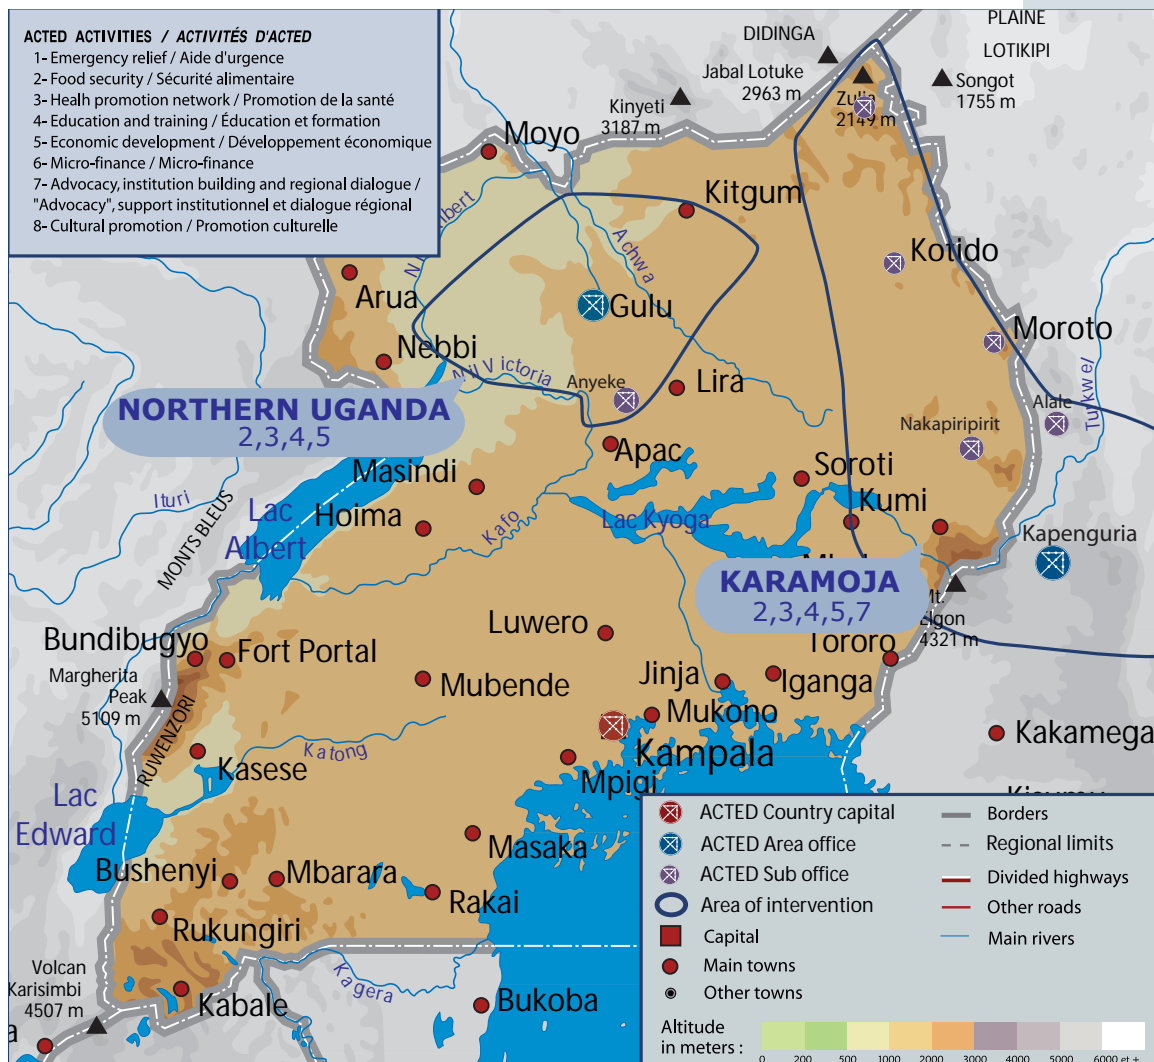 ACTED ACTIVITIES / ACTIVITÉS D'ACTED
1- Emergency relief / Aide d'urgence
2- Food security / Sécurité alimentaire
3- Healh promotion network / Promotion de la santé
4- Education and training / Éducation et formation
5- Economic development / Développement économique
6- Micro-finance / Micro-finance
7- Advocacy, institution building and regional dialogue /
"Advocacy", support institutionnel et dialogue régional
8- Cultural promotion / Promotion culturelle
PLAINE
LOTIKIPI
DIDINGA
Jabal Lotuke
2963 m
Songot
1755 m
Kinyeti
3187 m
Zulia
2149 m
Moyo
Kitgum
Achwa
Kotido
Arua
Gulu
Moroto
Nebbi
Nil Victoria
Anyeke
Lira
Turkwel
Alale
NORTHERN UGANDA
2,3,4,5
Nakapiripirit
Apac
Masindi
Soroti
Ituri
MONTS BLEUS
Lac
Albert
Hoima
Kafo
Lac Kyoga
Kumi
Kapenguria
KARAMOJA
2,3,4,5,7
Mt.
Elgon
4321 m
Luwero
Tororo
Bundibugyo
Fort Portal
Margherita
Peak
5109 m
Mubende
Jinja
Iganga
Mukono
RUWENZORI
Katong
Kampala
Kakamega
Kasese
Mpigi
Lac
Edward
Masaka
Bushenyi
Mbarara
Rakai
Rukungiri
Volcan
Karisimbi
4507 m
Kabale
Kagera
Bukoba
a
ACTED Country capital
ACTED Area office
ACTED Sub office
Area of intervention
Capital
Main towns
Other towns
Borders
Regional limits
Divided highways
Other roads
Main rivers
Altitude
in meters :
0 200 500 1000 2000 3000 4000 5000 6000 et +